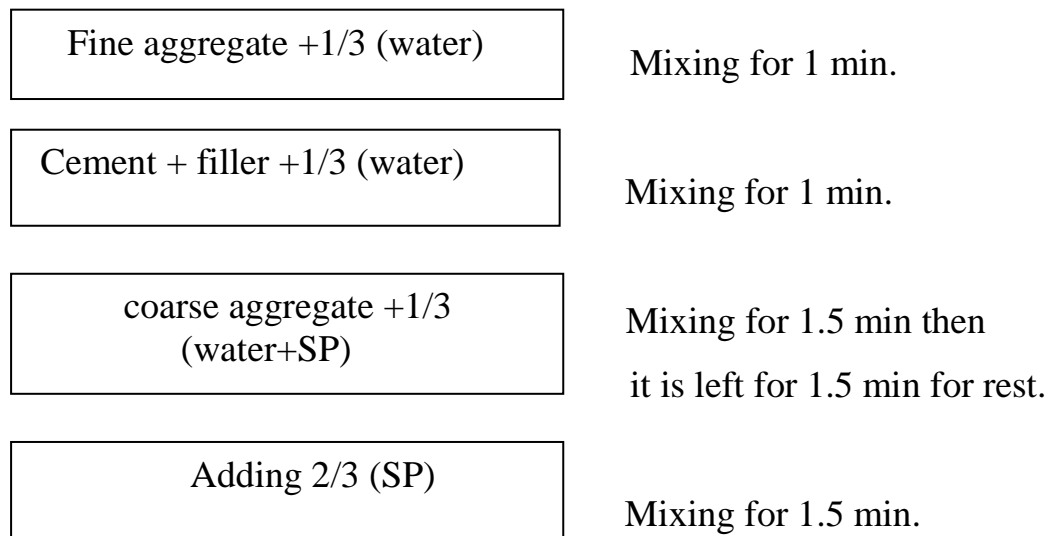 Fine aggregate +1/3 (water)
Mixing for 1 min.
Cement + filler +1/3 (water)
Mixing for 1 min.
coarse aggregate +1/3
(water+SP)
Mixing for 1.5 min then
it is left for 1.5 min for rest.
Adding 2/3 (SP)
Mixing for 1.5 min.